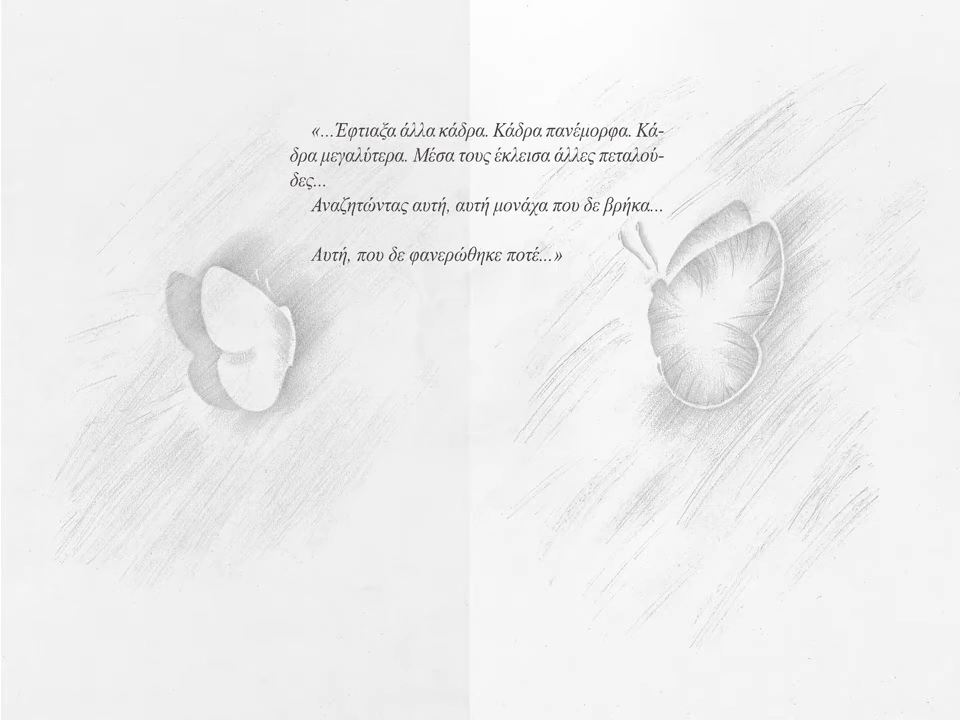 «...Έφτιαξα άλλα κάδρα. Κάδρα πανέμορφα. Κά-
δρα μεγαλύτερα. Μέσα τους έκλεισα άλλες πεταλού-
δες...
Αναζητώντας αυτή, αυτή μονάχα που δε βρήκα...
Αυτή, που δε φανερώθηκε ποτέ...»